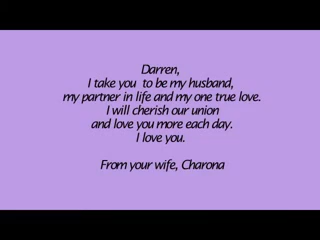 Darren,
I take you to be my husband,
my partner in life and my one true love.
I will cherish our union
and love you more each day.
I love you.
From your wife, Charona